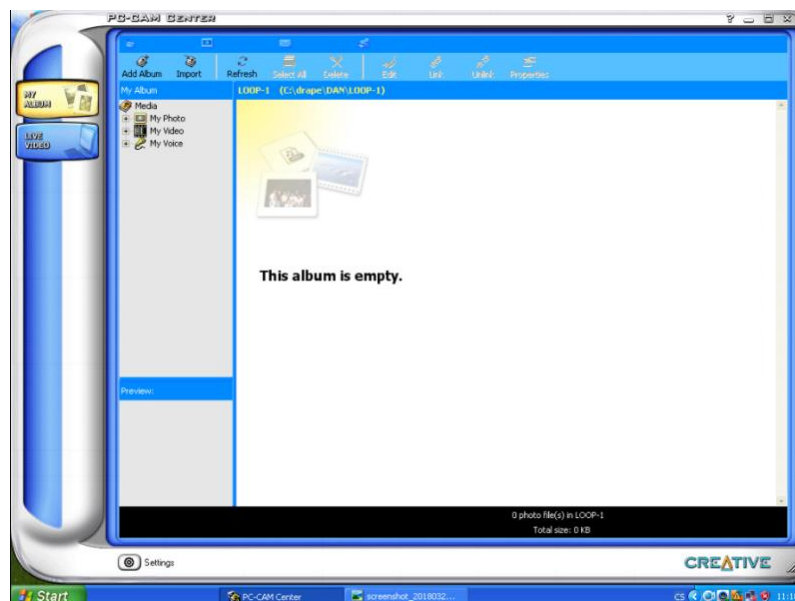 PC-CAM CENTER
Add Album Import Refresh Select All Delete Edit Link Unlink Properties
My Album
LOOP-1 (C:\drape\DAN\LOOP-1)
MY ALBUM
LIVE VIDEO
Media
My Photo
My Video
My Voice
This album is empty.
Preview:
0 photo file(s) in LOOP-1
Total size: 0 KB
Settings
CREATIVE
Start
PC-CAM Center
screenshot_2018032...
CS